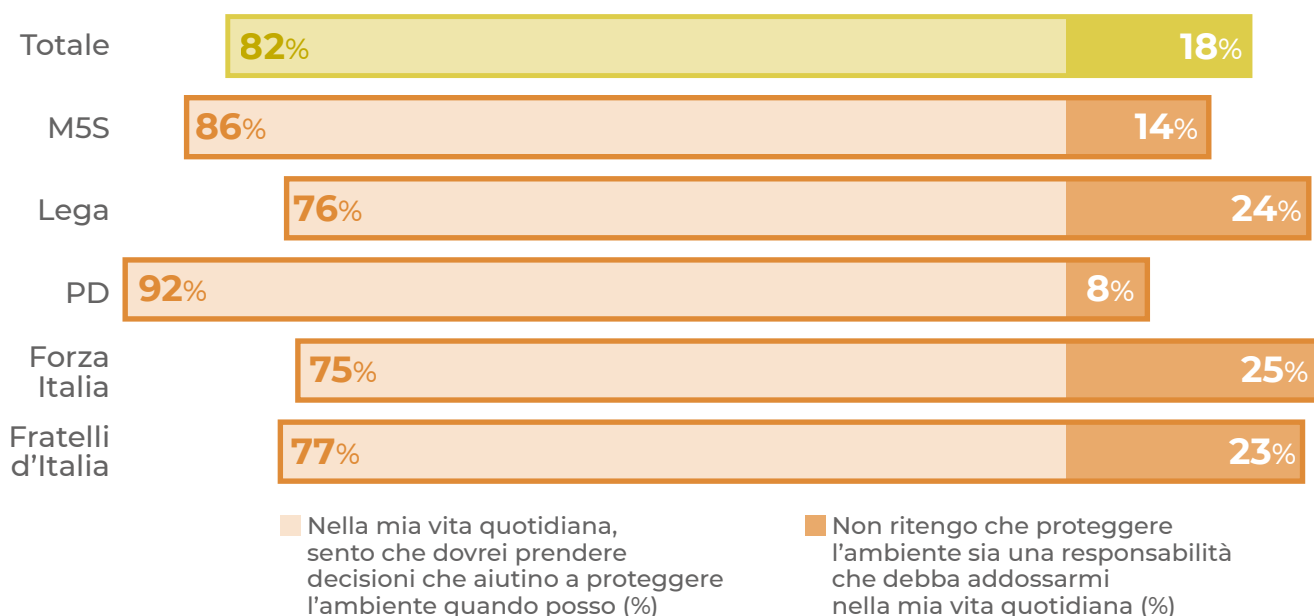 Totale 82% 18%
M5S 86% 14%
Lega 76% 24%
PD 92% 8%
Forza
Italia 75% 25%
Fratelli
d’Italia 77% 23%
Nella mia vita quotidiana,
sento che dovrei prendere
decisioni che aiutino a proteggere
l’ambiente quando posso (%)
Non ritengo che proteggere
l’ambiente sia una responsabilità
che debba addossarmi
nella mia vita quotidiana (%)